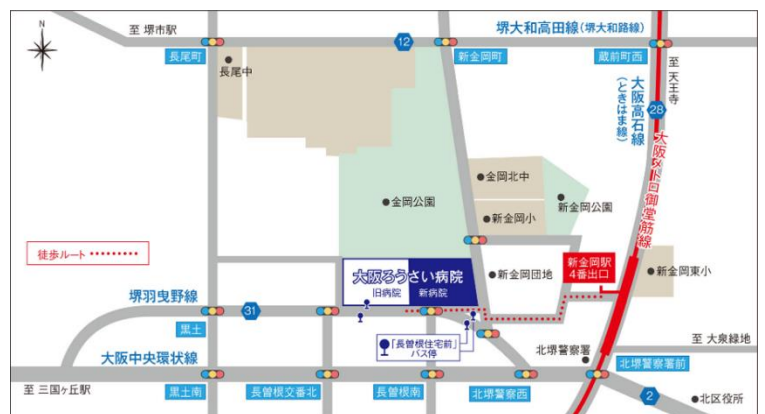 N
至 堺市駅
堺大和高田線(堺大和路線)
12
長尾町
新金岡町
蔵前町西
長尾中
至 天王寺
大阪高石線
(ときはま線)
28
大阪メトロ御堂筋線
金岡北中
金岡公園
新金岡公園
新金岡小
徒歩ルート
新金岡駅
4番出口
大阪ろうさい病院
旧病院
新病院
新金岡団地
新金岡東小
堺羽曳野線
31
黒土
「長曽根住宅前」
バス停
至 大泉緑地
大阪中央環状線
北堺警察署
北堺警察署前
至 三国ヶ丘駅
黒土南
長曽根交番北
長曽根南
北堺警察西
2
北区役所